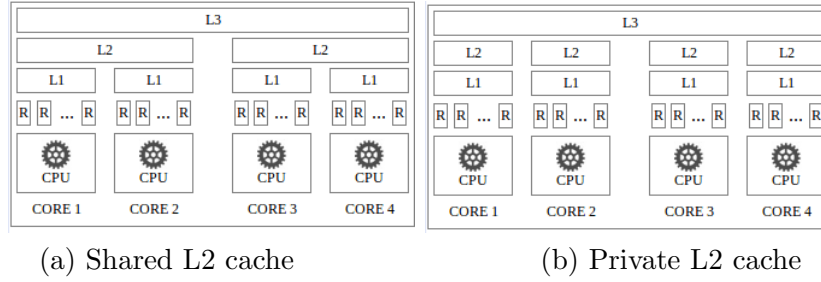 L3
L2 L2
L1 L1 L1 L1
R R ... R R R ... R R R ... R R R ... R
CPU CPU CPU CPU
CORE 1 CORE 2 CORE 3 CORE 4
(a) Shared L2 cache
L3
L2 L2 L2 L2
L1 L1 L1 L1
R R ... R R R ... R R R ... R R R ... R
CPU CPU CPU CPU
CORE 1 CORE 2 CORE 3 CORE 4
(b) Private L2 cache